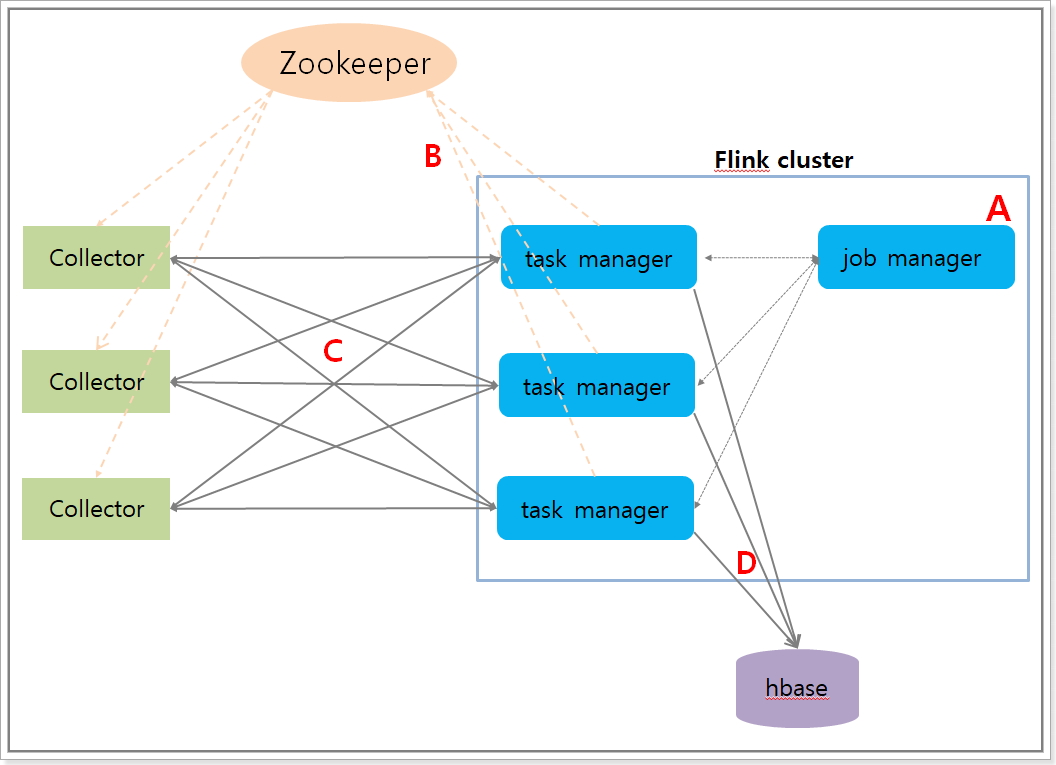 Zookeeper
B
Flink cluster
A
Collector
task manager
job manager
C
Collector
task manager
Collector
task manager
D
hbase